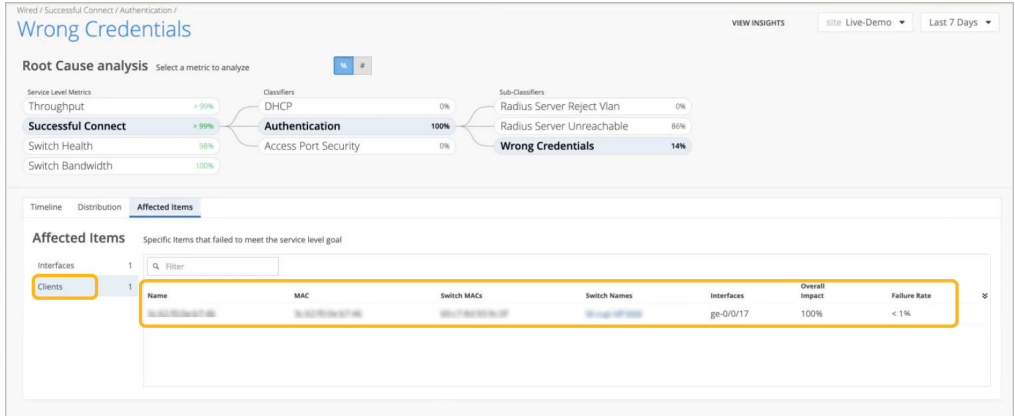 Wired / Successful Connect / Authentication /
Wrong Credentials
VIEW INSIGHTS
site Live-Demo
Last 7 Days
Root Cause analysis Select a metric to analyze
% #
Service Level Metrics
Classifiers
Sub-Classifiers
Throughput > 99%
DHCP 0%
Radius Server Reject Vlan 0%
Successful Connect > 99%
Authentication 100%
Radius Server Unreachable 86%
Switch Health 98%
Access Port Security 0%
Wrong Credentials 14%
Switch Bandwidth 100%
Timeline Distribution Affected Items
Affected Items Specific Items that failed to meet the service level goal
Interfaces 1
Filter
Clients 1
Name MAC Switch MACs Switch Names Interfaces Overall Impact Failure Rate
ge-0/0/17 100% < 1%